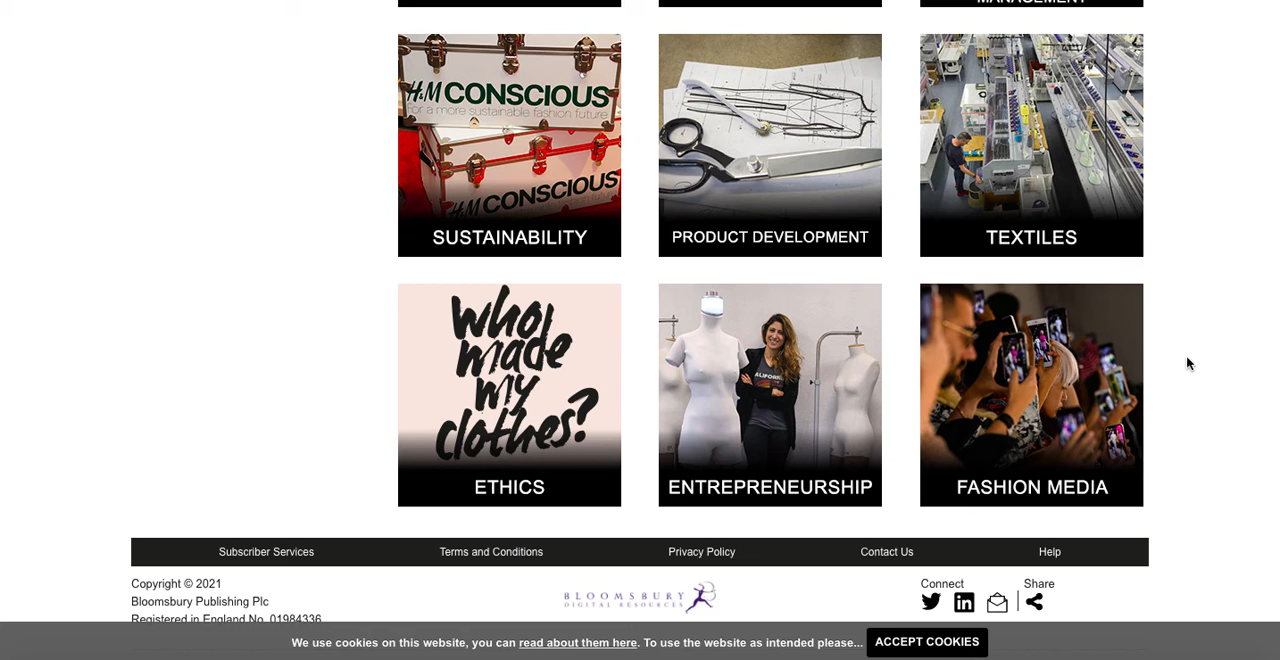 MANAGEMENT
H&M CONSCIOUS
for a more sustainable fashion future
H&M CONSCIOUS
SUSTAINABILITY
PRODUCT DEVELOPMENT
TEXTILES
who
made
my
clothes?
ETHICS
ENTREPRENEURSHIP
FASHION MEDIA
Subscriber Services Terms and Conditions Privacy Policy Contact Us Help
Copyright © 2021
Bloomsbury Publishing Plc
Registered in England No. 01984336
BLOOMSBURY
DIGITAL RESOURCES
Connect Share
We use cookies on this website, you can read about them here. To use the website as intended please... ACCEPT COOKIES